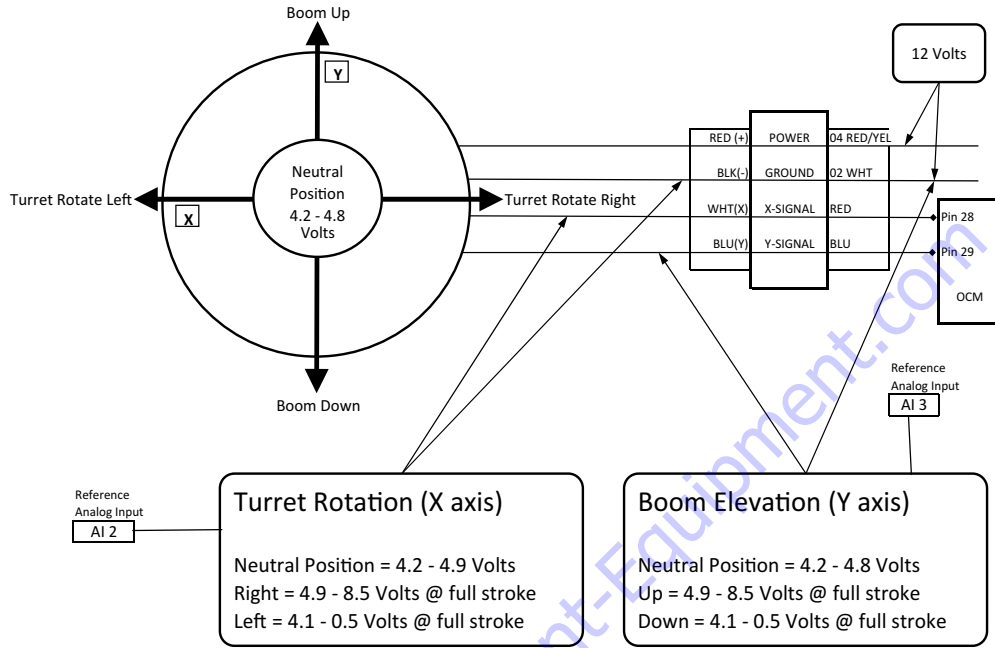 Boom Up
Y
12 Volts
Neutral
Position
4.2 - 4.8
Volts
Turret Rotate Left
X
Turret Rotate Right
RED (+) POWER 04 RED/YEL
BLK(-) GROUND 02 WHT
WHT(X) X-SIGNAL RED
BLU(Y) Y-SIGNAL BLU
Pin 28
Pin 29
OCM
Boom Down
Reference
Analog Input
AI 3
Reference
Analog Input
AI 2
Turret Rotation (X axis)
Neutral Position = 4.2 - 4.9 Volts
Right = 4.9 - 8.5 Volts @ full stroke
Left = 4.1 - 0.5 Volts @ full stroke
Boom Elevation (Y axis)
Neutral Position = 4.2 - 4.8 Volts
Up = 4.9 - 8.5 Volts @ full stroke
Down = 4.1 - 0.5 Volts @ full stroke
nt-Equipment.com